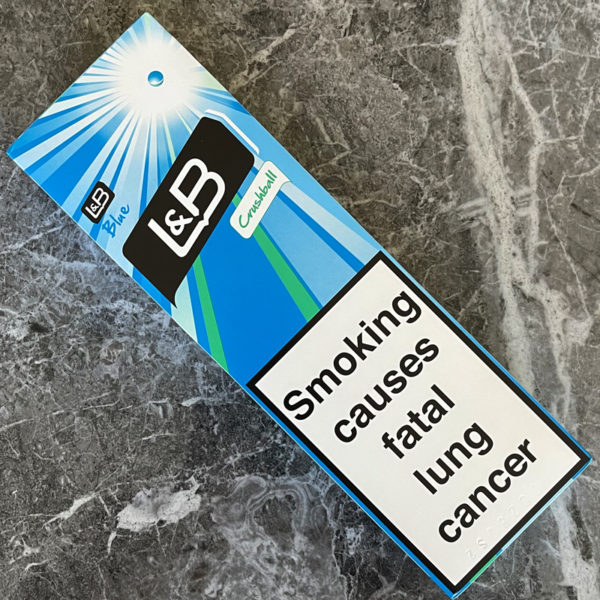 L&B
Blue
L&B
Crushball
Smoking
causes
fatal
lung
cancer